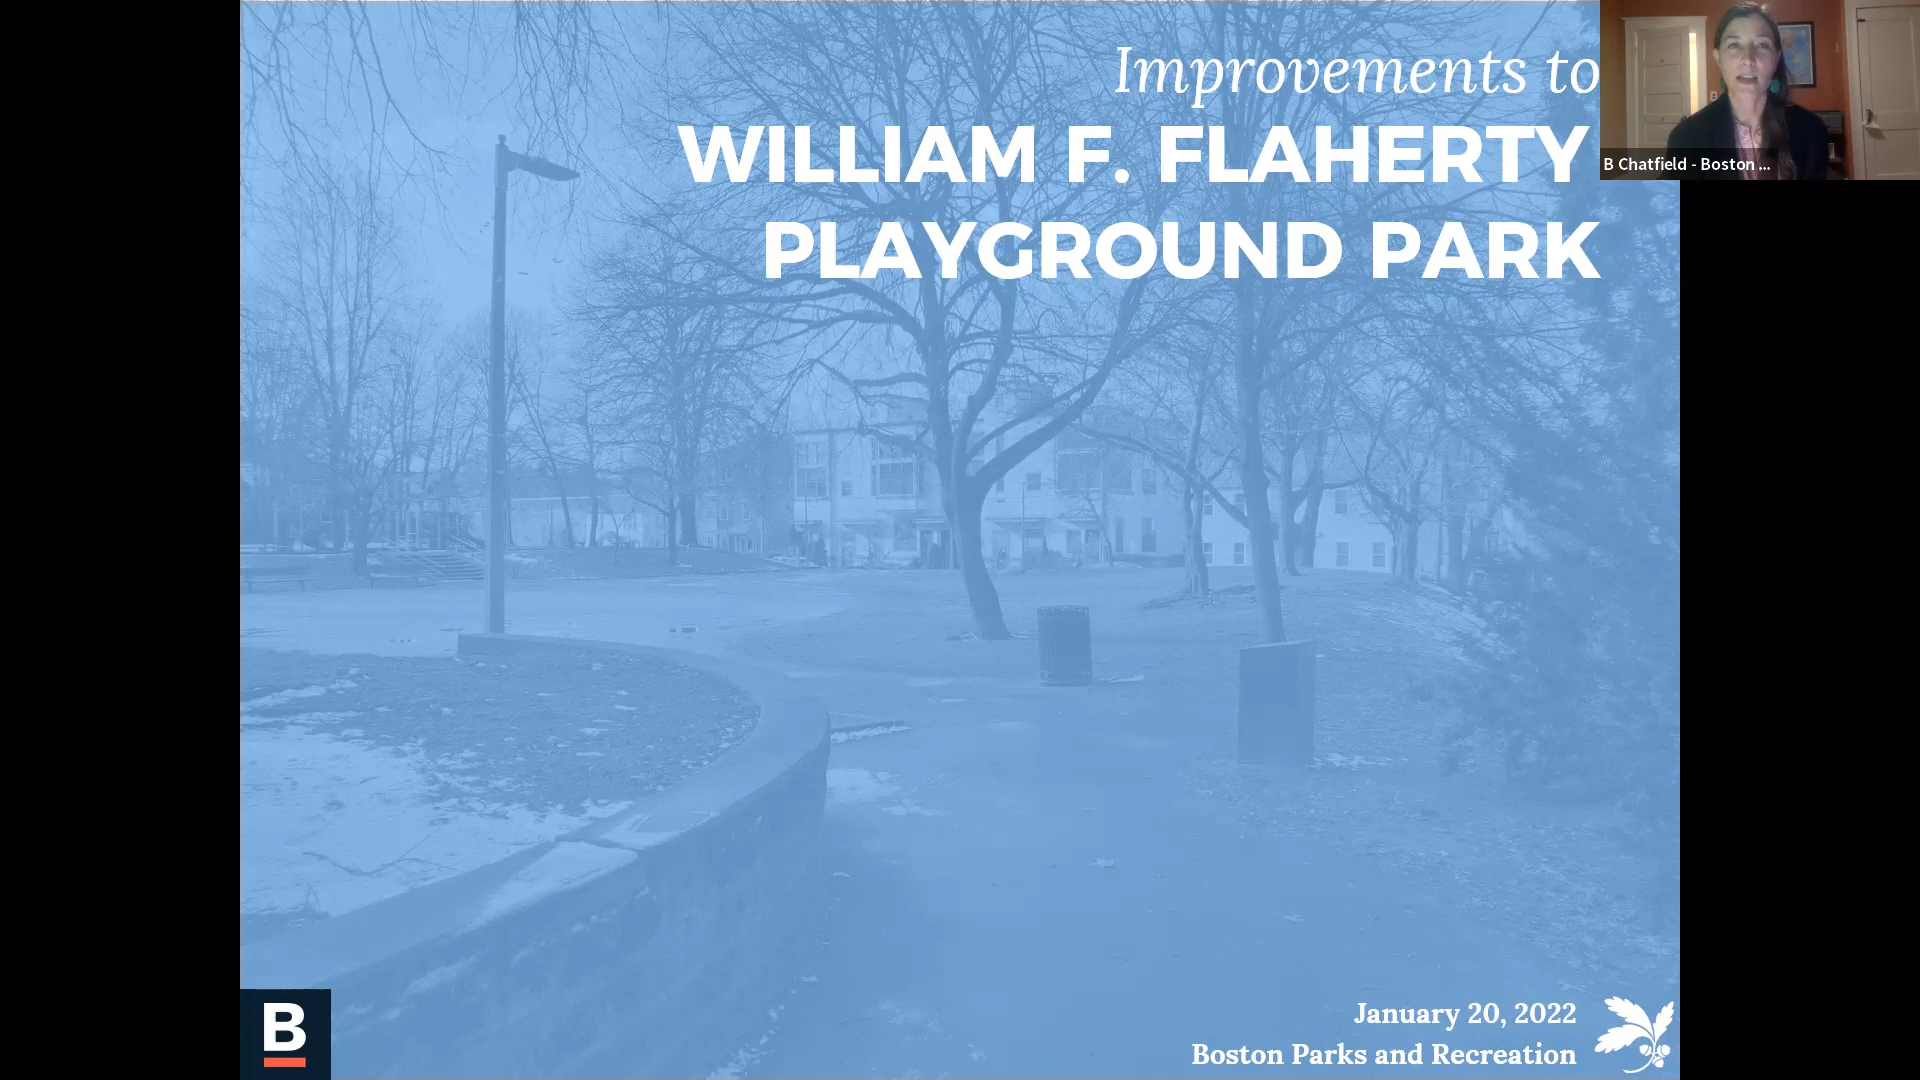 Improvements to
WILLIAM F. FLAHERTY
PLAYGROUND PARK
B Chatfield - Boston ...
B
January 20, 2022
Boston Parks and Recreation